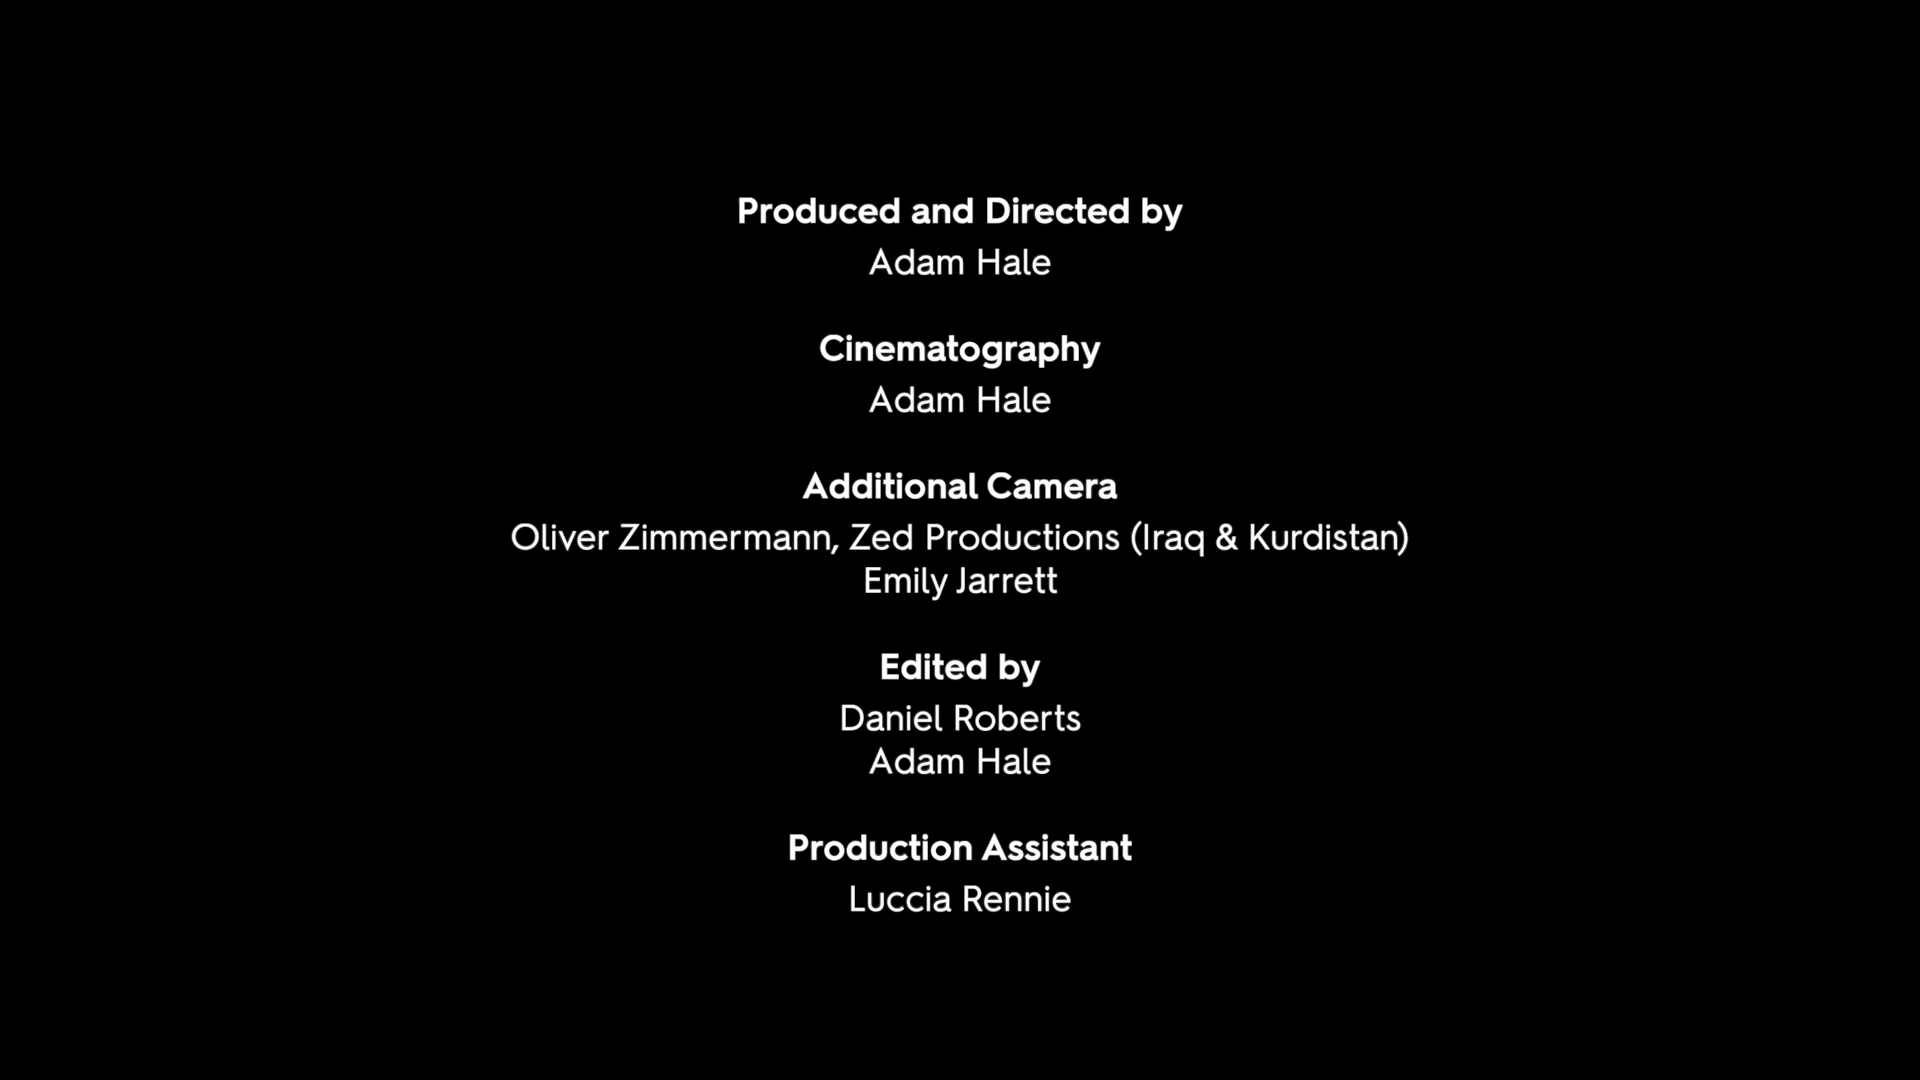 Produced and Directed by
Adam Hale
Cinematography
Adam Hale
Additional Camera
Oliver Zimmermann, Zed Productions (Iraq & Kurdistan)
Emily Jarrett
Edited by
Daniel Roberts
Adam Hale
Production Assistant
Luccia Rennie